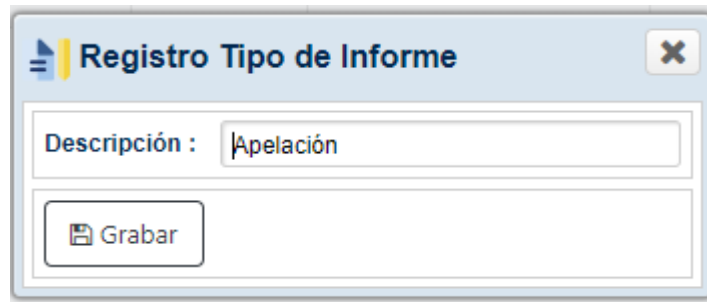 Registro Tipo de Informe
Descripción : Apelación
Grabar